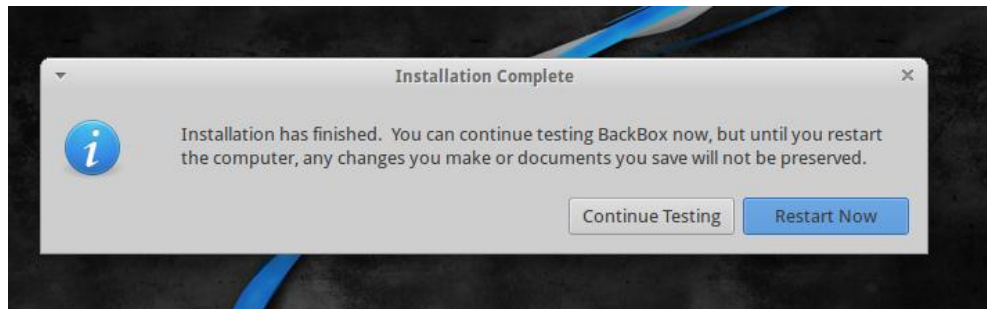 Installation Complete
Installation has finished.  You can continue testing BackBox now, but until you restart
the computer, any changes you make or documents you save will not be preserved.
Continue Testing
Restart Now